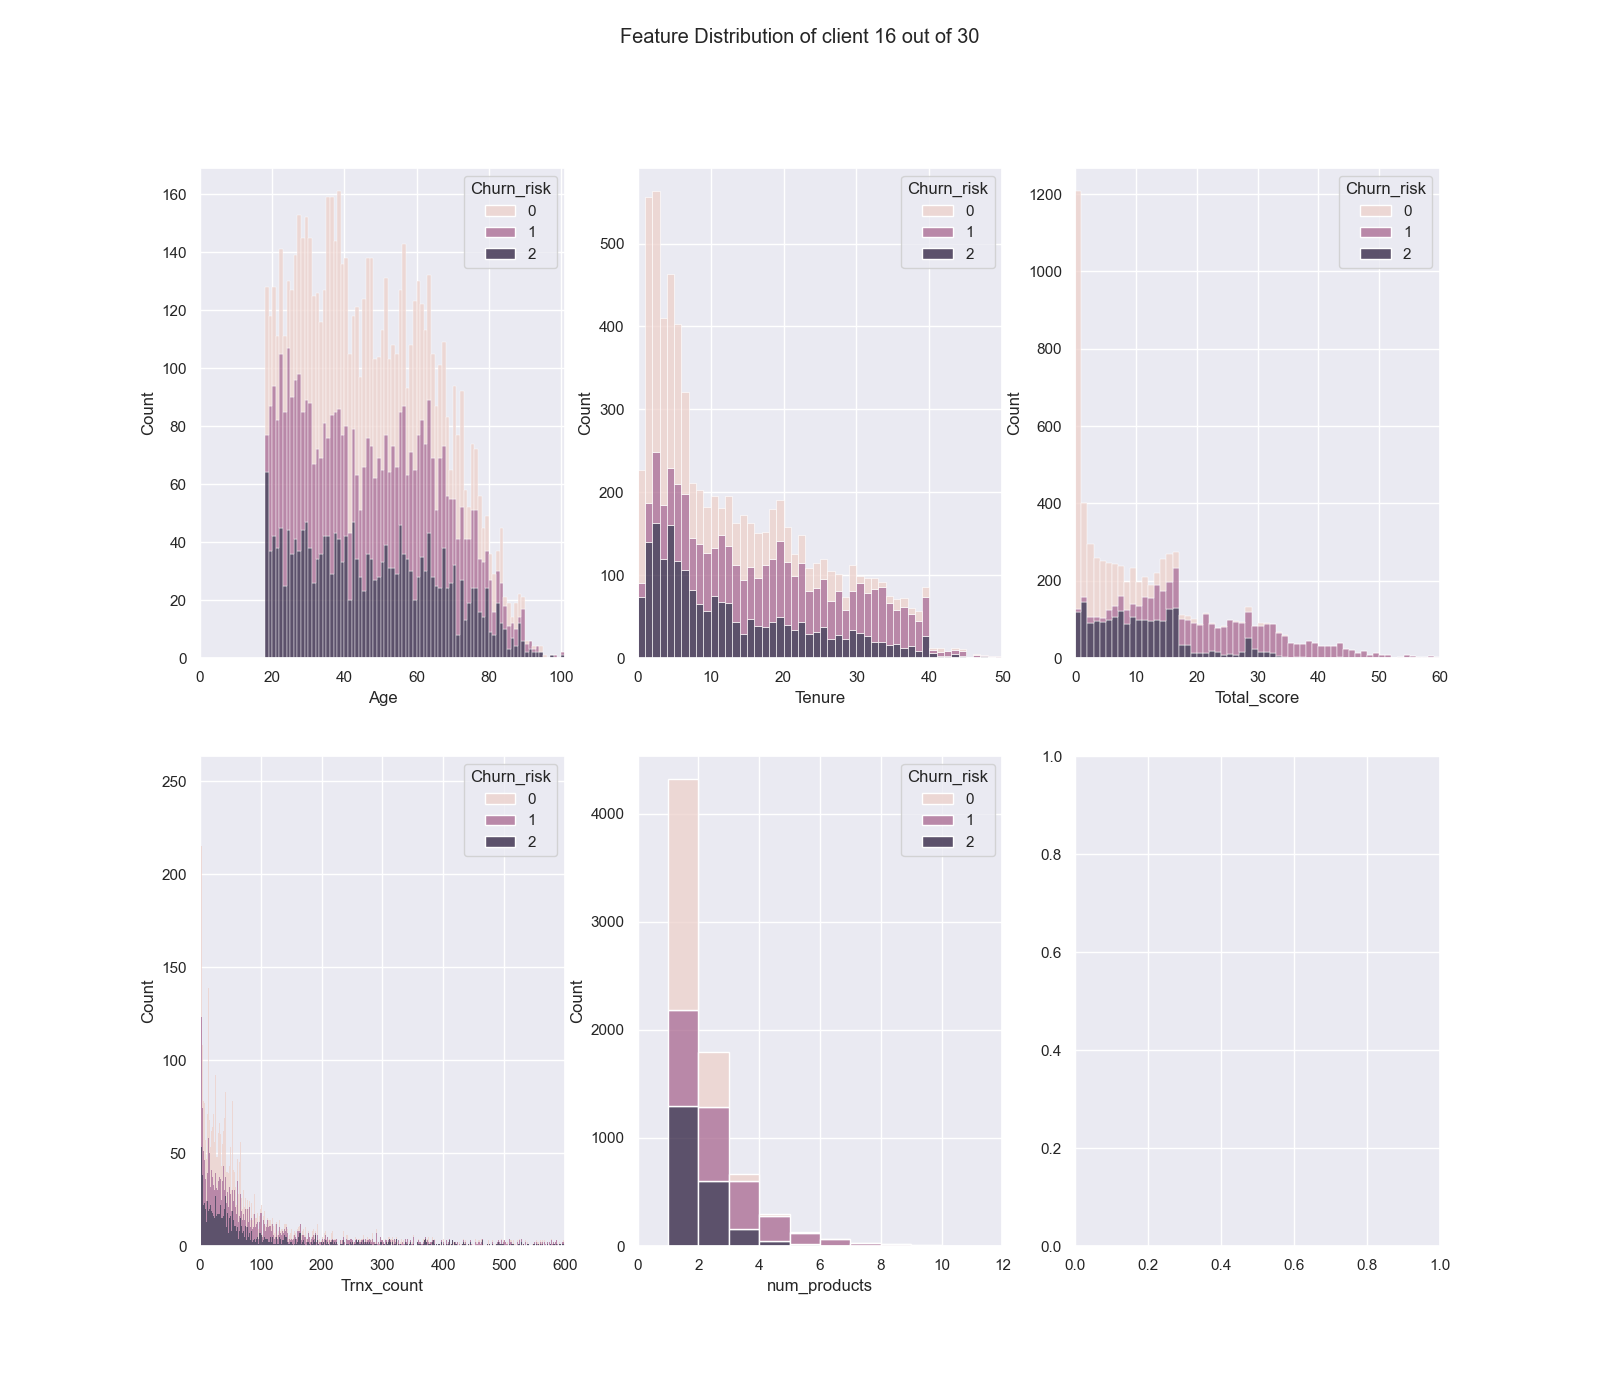 Feature Distribution of client 16 out of 30
160
140
120
100
80
60
40
20
0
Count
0 20 40 60 80 100
Age
Churn_risk
0
1
2
500
400
300
200
100
0
Count
0 10 20 30 40 50
Tenure
Churn_risk
0
1
2
1200
1000
800
600
400
200
0
Count
0 10 20 30 40 50 60
Total_score
Churn_risk
0
1
2
250
200
150
100
50
0
Count
0 100 200 300 400 500 600
Trnx_count
Churn_risk
0
1
2
4000
3000
2000
1000
0
Count
0 2 4 6 8 10 12
num_products
Churn_risk
0
1
2
1.0
0.8
0.6
0.4
0.2
0.0
0.0 0.2 0.4 0.6 0.8 1.0